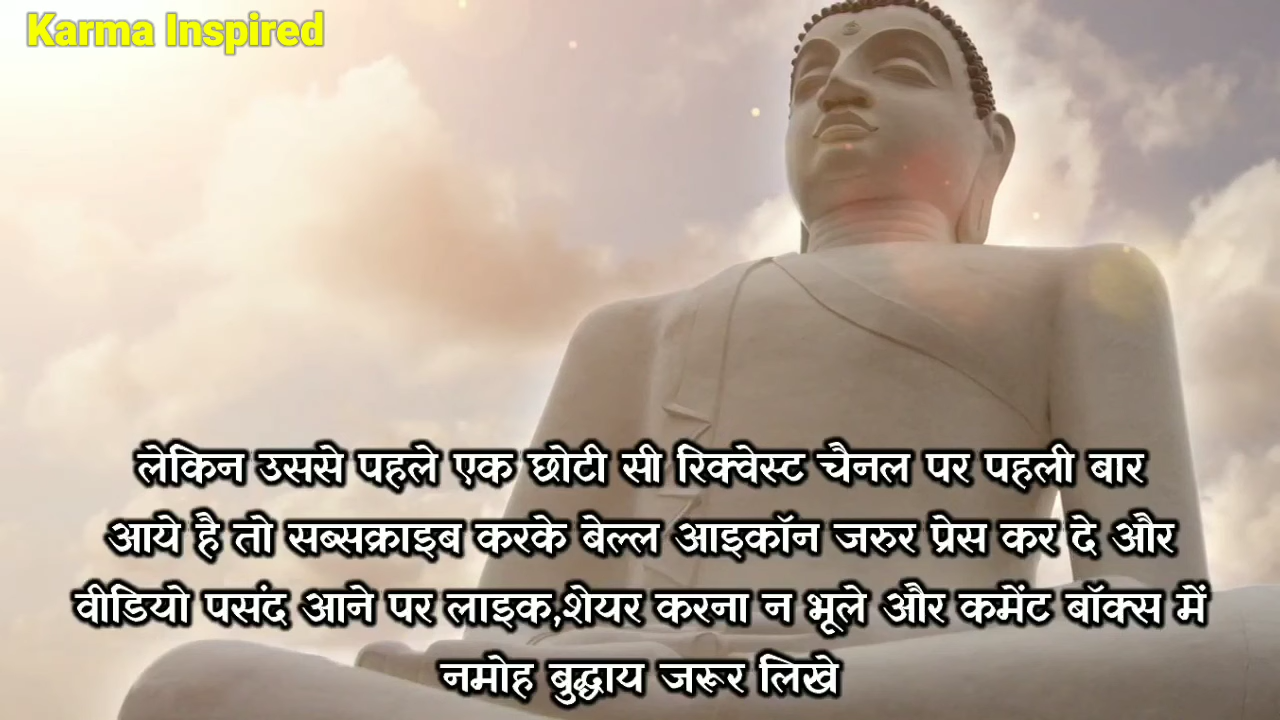 Karma Inspired
लेकिन उससे पहले एक छोटी सी रिक्वेस्ट चैनल पर पहली बार
आये है तो सब्सक्राइब करके बेल्ल आइकॉन जरुर प्रेस कर दे और
वीडियो पसंद आने पर लाइक,शेयर करना न भूले और कमेंट बॉक्स में
नमोह बुद्धाय जरूर लिखे